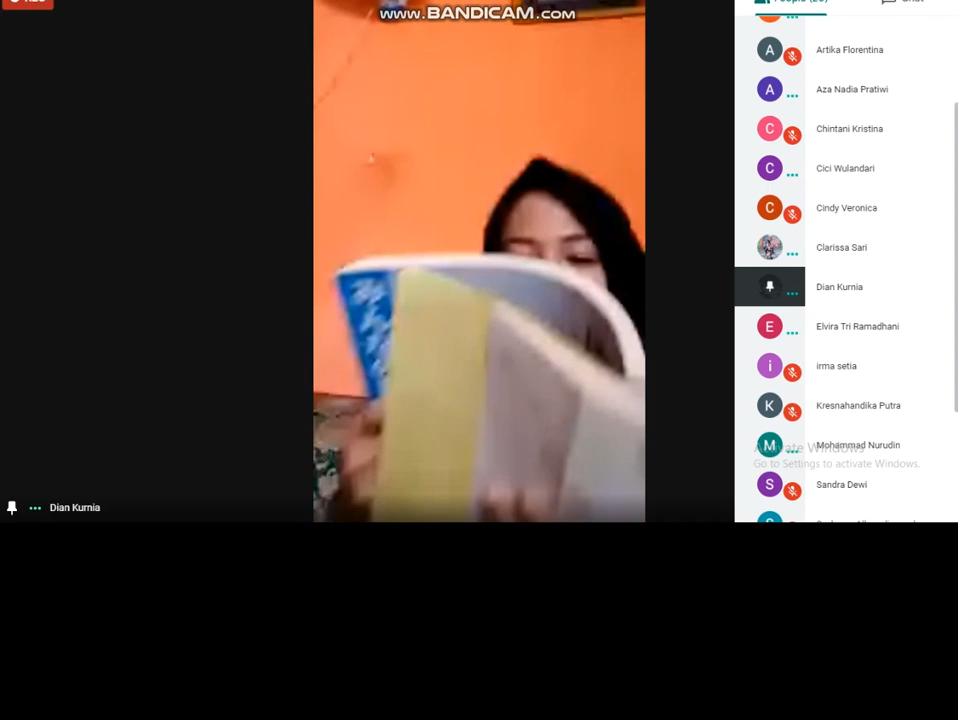 WWW.BANDICAM.COM
Artika Florentina
A
Aza Nadia Pratiwi
A
Chintani Kristina
C
Cici Wulandari
C
Cindy Veronica
C
Clarissa Sari
Dian Kurnia
Elvira Tri Ramadhani
E
irma setia
i
Kresnahandika Putra
K
Mohammad Nurudin
M
Activate Windows
Go to Settings to activate Windows.
Sandra Dewi
S
Dian Kurnia